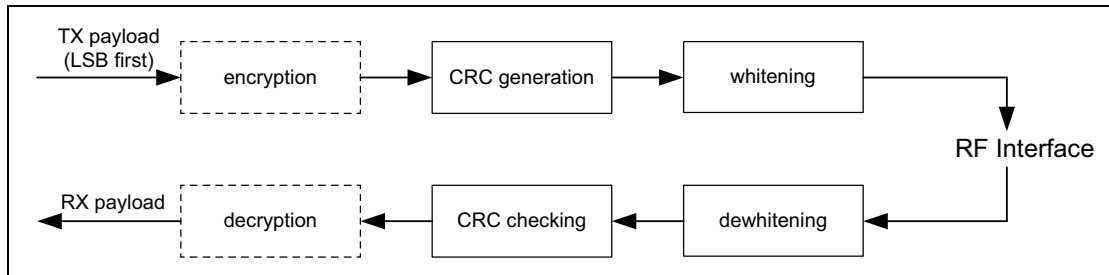 TX payload
(LSB first)
encryption
CRC generation
whitening
RF Interface
RX payload
decryption
CRC checking
dewhitening